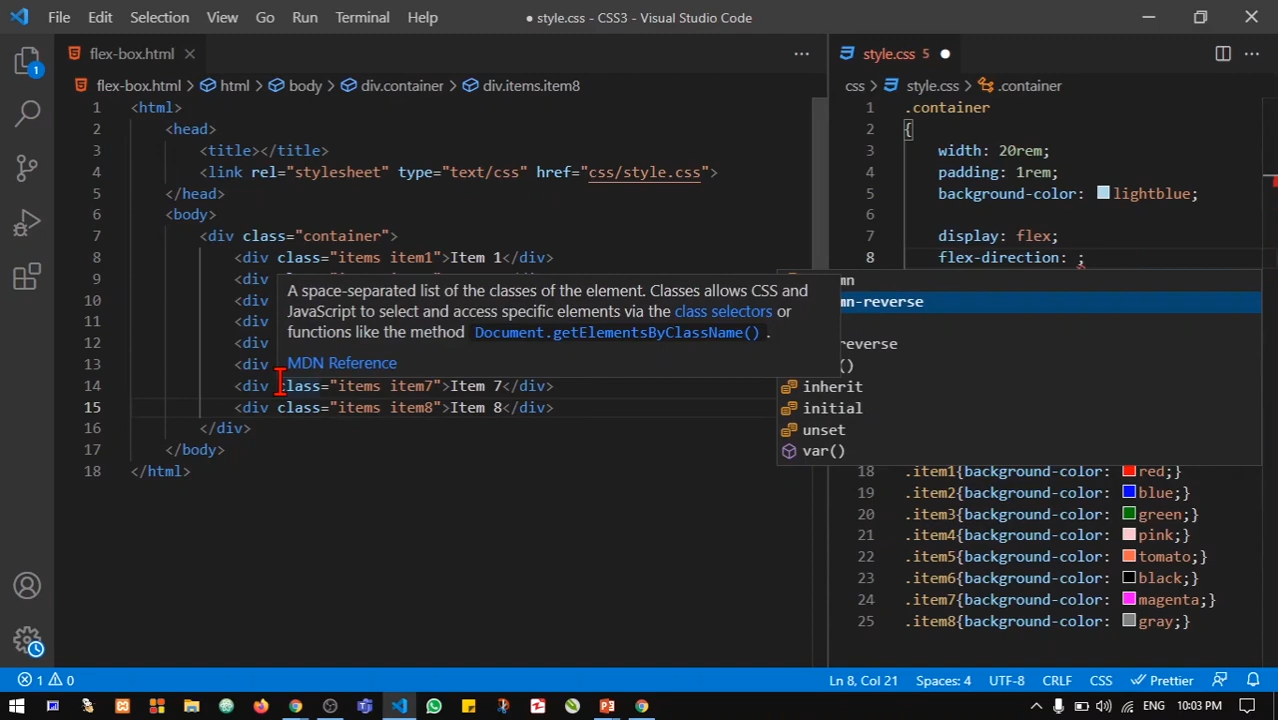 File Edit Selection View Go Run Terminal Help
● style.css - CSS3 - Visual Studio Code
flex-box.html
flex-box.html > html > body > div.container > div.items.item8
1 <html>
2 <head>
3 <title></title>
4 <link rel="stylesheet" type="text/css" href="css/style.css">
5 </head>
6 <body>
7 <div class="container">
8 <div class="items item1">Item 1</div>
9 <div
10 <div
11 <div
12 <div
13 <div
14 <div class="items item7">Item 7</div>
15 <div class="items item8">Item 8</div>
16 </div>
17 </body>
18 </html>
A space-separated list of the classes of the element. Classes allows CSS and
JavaScript to select and access specific elements via the class selectors or
functions like the method Document.getElementsByClassName() .
MDN Reference
style.css 5
css > style.css > .container
1 .container
2 {
3 width: 20rem;
4 padding: 1rem;
5 background-color: lightblue;
6
7 display: flex;
8 flex-direction: ;
mn
mn-reverse
reverse
()
inherit
initial
unset
var()
18 .item1{background-color: red;}
19 .item2{background-color: blue;}
20 .item3{background-color: green;}
21 .item4{background-color: pink;}
22 .item5{background-color: tomato;}
23 .item6{background-color: black;}
24 .item7{background-color: magenta;}
25 .item8{background-color: gray;}
1
1 0
Ln 8, Col 21 Spaces: 4 UTF-8 CRLF CSS Prettier
ENG 10:03 PM